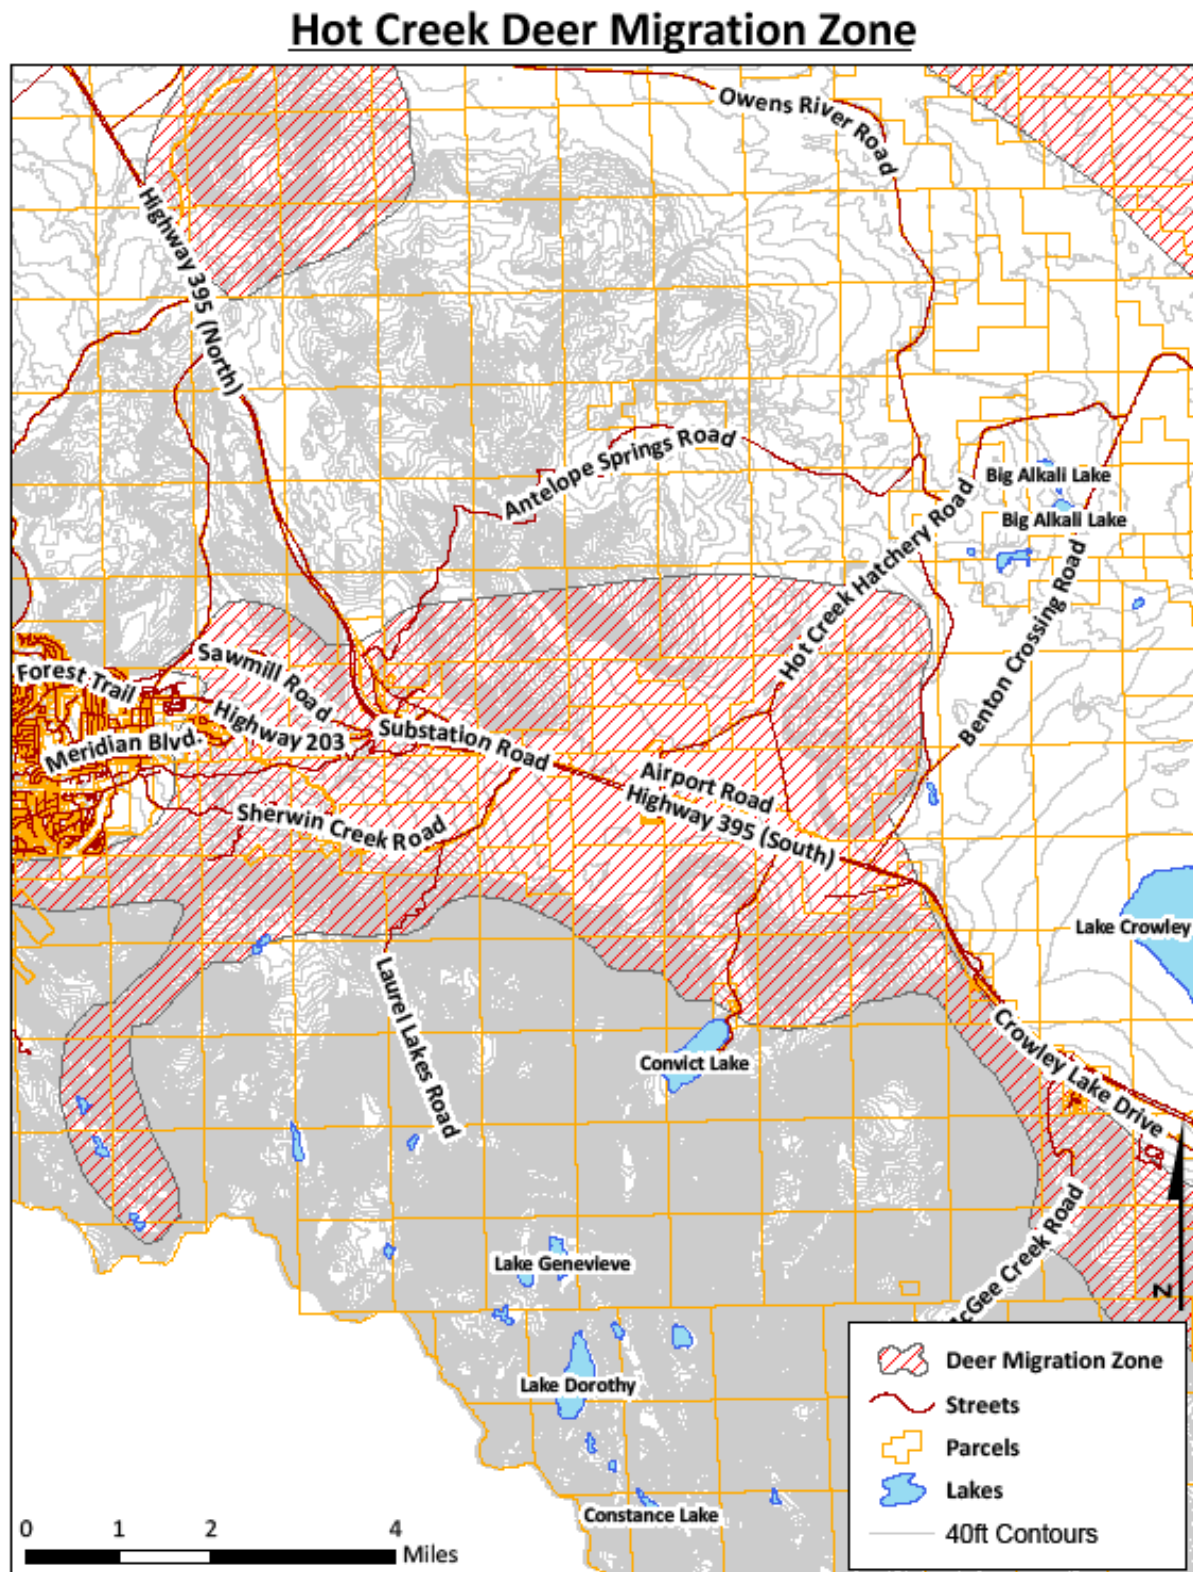 Hot Creek Deer Migration Zone
Owens River Road
Highway 395 (North)
Antelope Springs Road
Big Alkali Lake
Big Alkali Lake
Hot Creek Hatchery Road
Benton Crossing Road
Sawmill Road
Forest Trail
Highway 203
Meridian Blvd.
Substation Road
Airport Road
Highway 395 (South)
Sherwin Creek Road
Lake Crowley
Laurel Lakes Road
Convict Lake
Crowley Lake Drive
McGee Creek Road
Lake Genevieve
Lake Dorothy
Constance Lake
N
Deer Migration Zone
Streets
Parcels
Lakes
40ft Contours
0 1 2 4
Miles